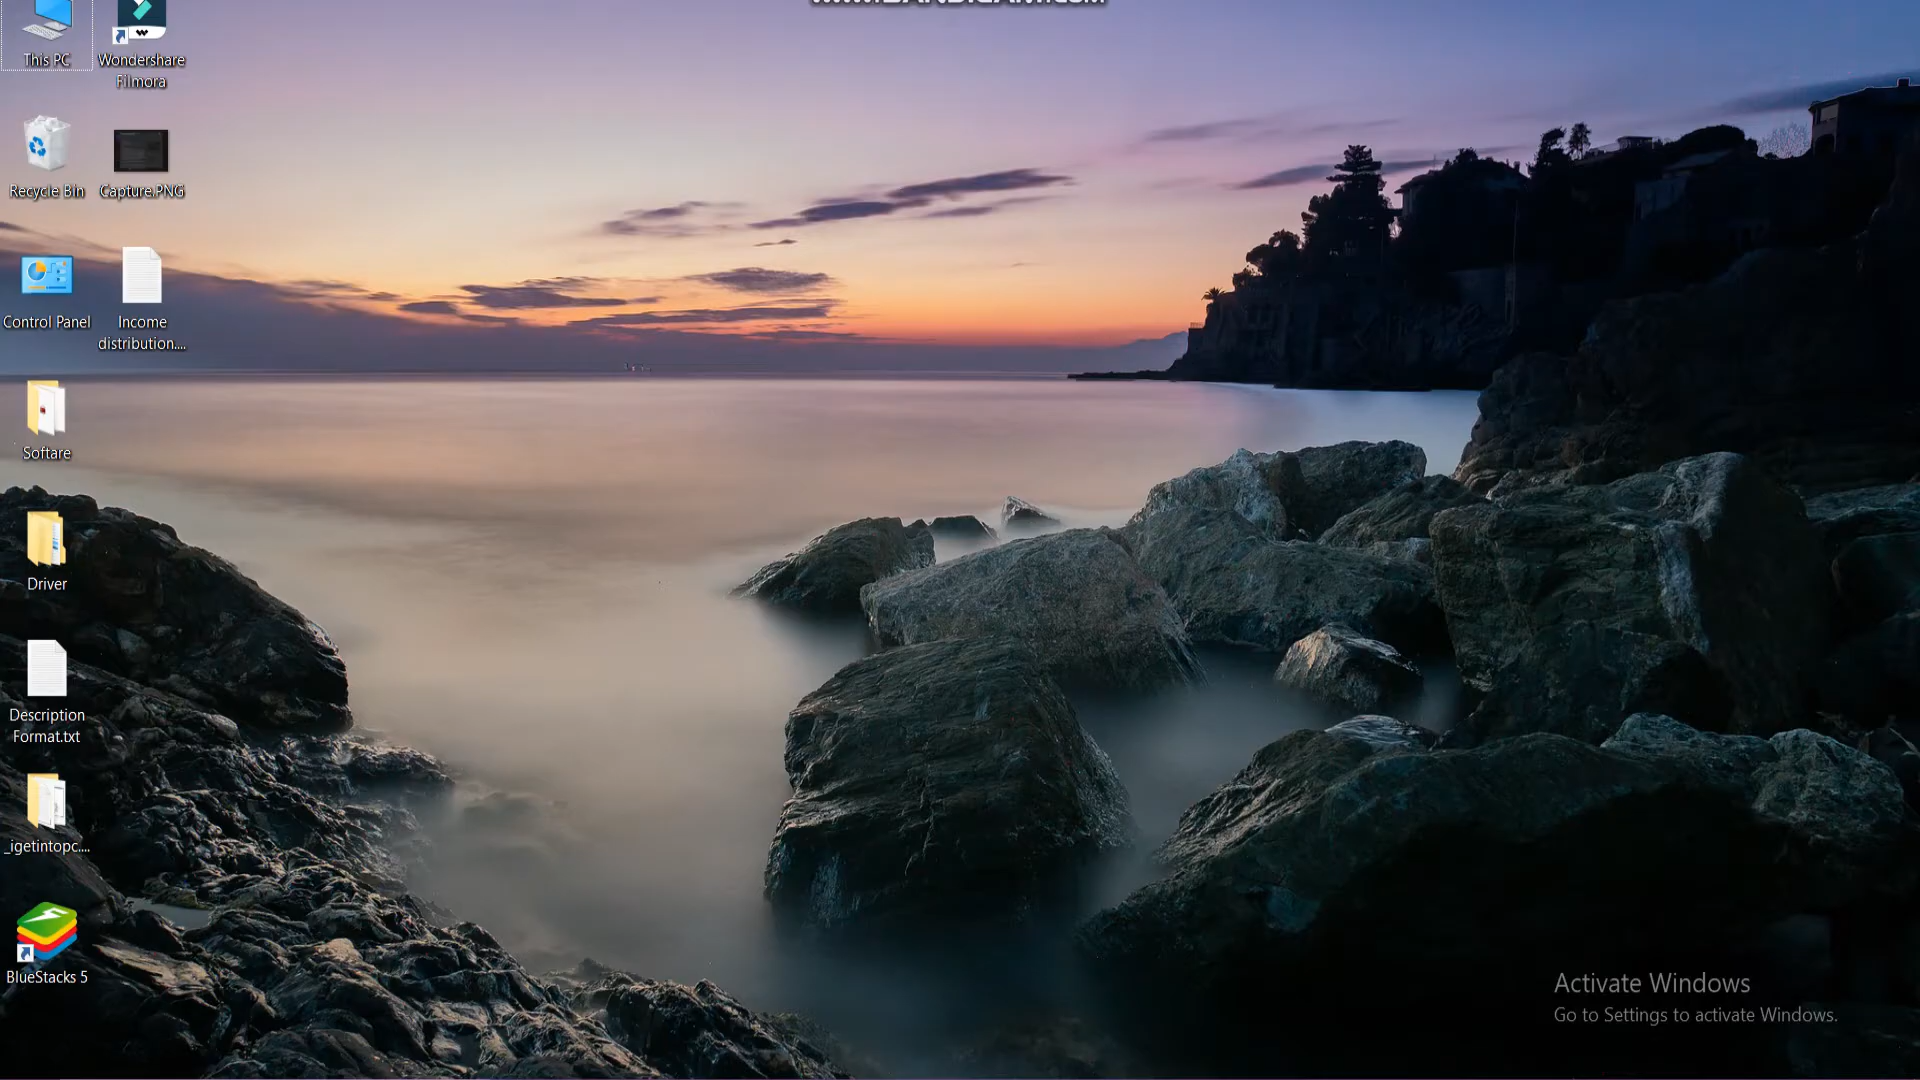 This PC
Wondershare
Filmora
Recycle Bin
Capture.PNG
Control Panel
Income
distribution....
Softare
Driver
Description
Format.txt
_igetintopc....
BlueStacks 5
Activate Windows
Go to Settings to activate Windows.